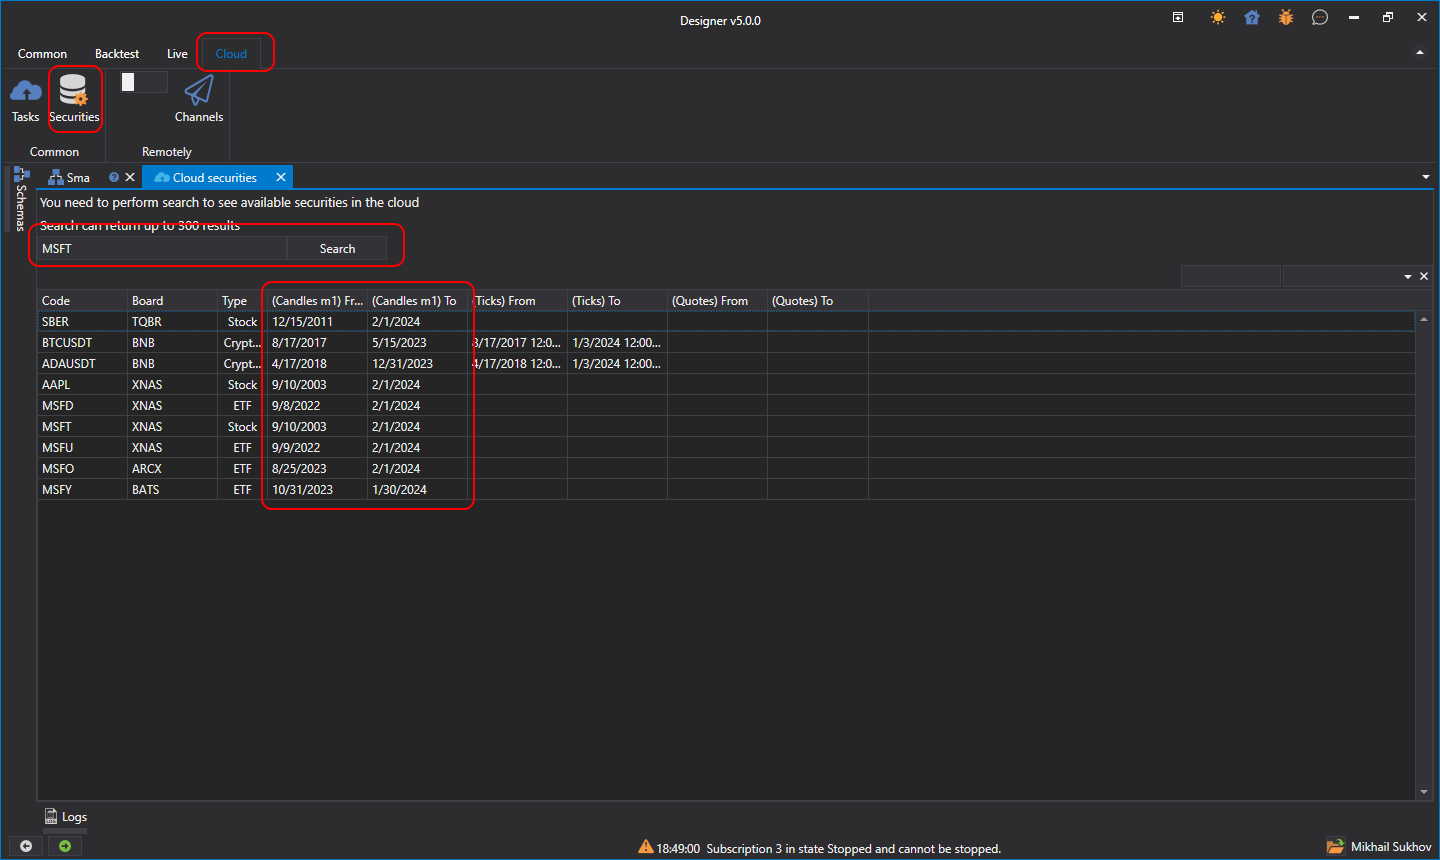 Designer v5.0.0
Common Backtest Live Cloud
Tasks Securities Channels
Common Remotely
Schemas
Sma Cloud securities
You need to perform search to see available securities in the cloud
Search can return up to 300 results
MSFT Search
Code Board Type (Candles m1) Fr... (Candles m1) To (Ticks) From (Ticks) To (Quotes) From (Quotes) To
SBER TQBR Stock 12/15/2011 2/1/2024
BTCUSDT BNB Crypt... 8/17/2017 5/15/2023 8/17/2017 12:0... 1/3/2024 12:00...
ADAUSDT BNB Crypt... 4/17/2018 12/31/2023 4/17/2018 12:0... 1/3/2024 12:00...
AAPL XNAS Stock 9/10/2003 2/1/2024
MSFD XNAS ETF 9/8/2022 2/1/2024
MSFT XNAS Stock 9/10/2003 2/1/2024
MSFU XNAS ETF 9/9/2022 2/1/2024
MSFO ARCX ETF 8/25/2023 2/1/2024
MSFY BATS ETF 10/31/2023 1/30/2024
Logs
18:49:00 Subscription 3 in state Stopped and cannot be stopped.
Mikhail Sukhov